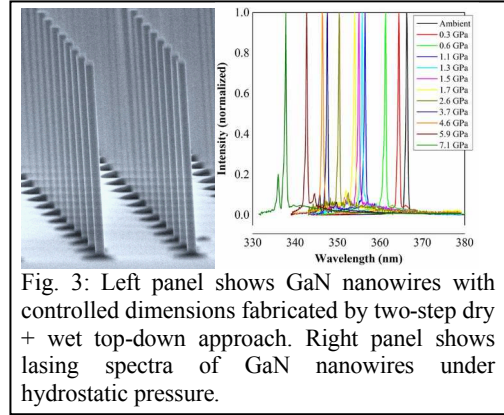 Ambient
0.3 GPa
0.6 GPa
1.1 GPa
1.3 GPa
1.5 GPa
1.7 GPa
2.6 GPa
3.7 GPa
4.6 GPa
5.9 GPa
7.1 GPa
Intensity (normalized)
1.0
0.8
0.6
0.4
0.2
0.0
330 340 350 360 370 380
Wavelength (nm)
Fig. 3: Left panel shows GaN nanowires with
controlled dimensions fabricated by two-step dry
+ wet top-down approach. Right panel shows
lasing spectra of GaN nanowires under
hydrostatic pressure.